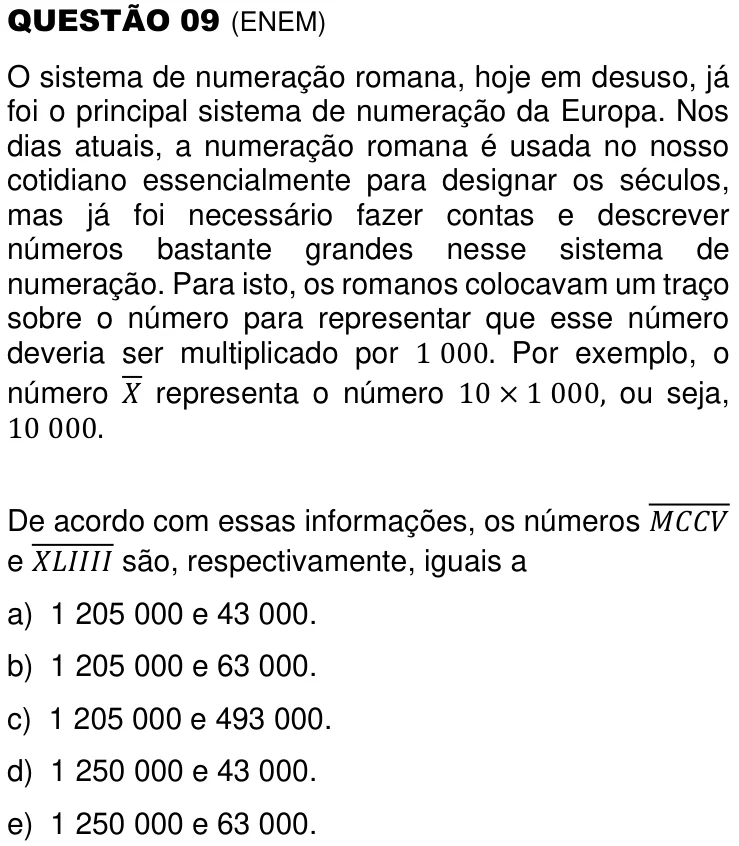 QUESTÃO 09 (ENEM)
O sistema de numeração romana, hoje em desuso, já
foi o principal sistema de numeração da Europa. Nos
dias atuais, a numeração romana é usada no nosso
cotidiano essencialmente para designar os séculos,
mas já foi necessário fazer contas e descrever
números bastante grandes nesse sistema de
numeração. Para isto, os romanos colocavam um traço
sobre o número para representar que esse número
deveria ser multiplicado por 1 000. Por exemplo, o
número X̅ representa o número 10 × 1 000, ou seja,
10 000.
De acordo com essas informações, os números M̅C̅C̅V̅
e X̅L̅I̅I̅I̅I̅ são, respectivamente, iguais a
a) 1 205 000 e 43 000.
b) 1 205 000 e 63 000.
c) 1 205 000 e 493 000.
d) 1 250 000 e 43 000.
e) 1 250 000 e 63 000.